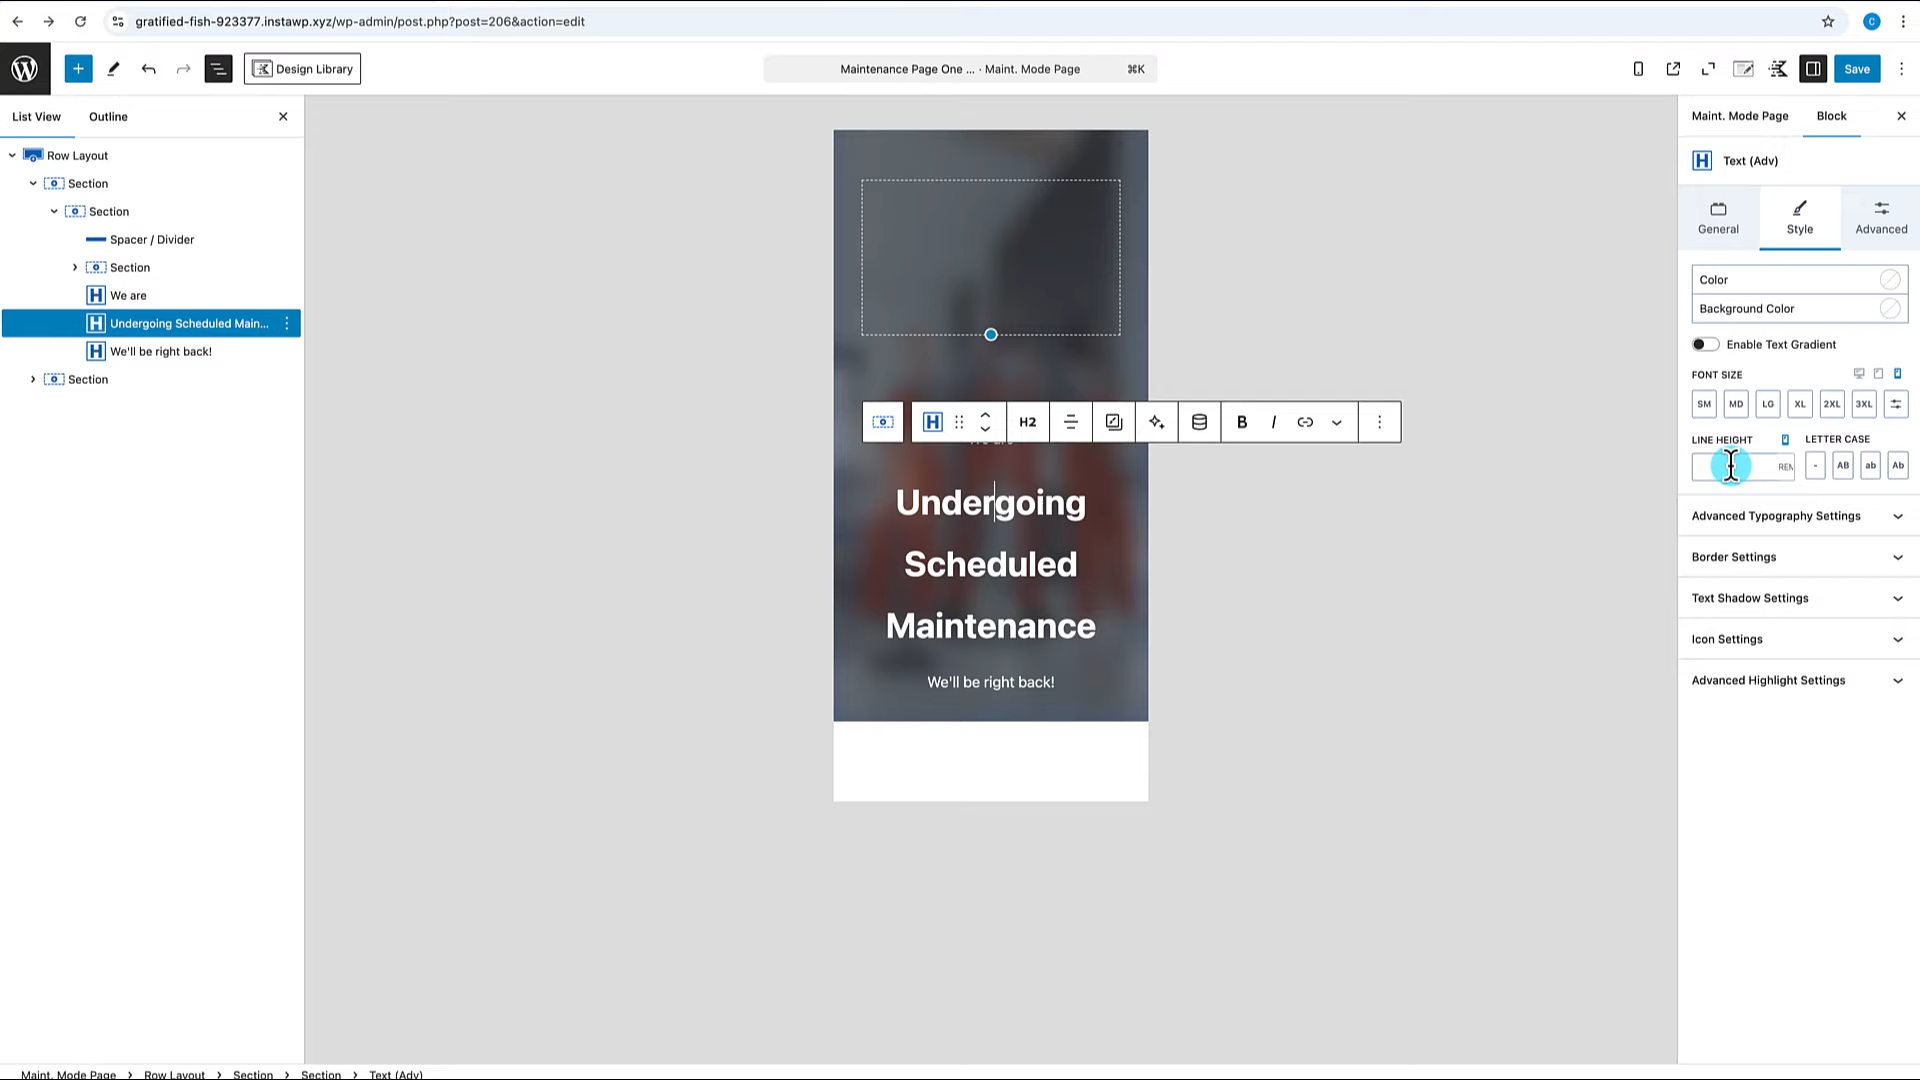 gratified-fish-923377.instawp.xyz/wp-admin/post.php?post=206&action=edit
C
Design Library
Maintenance Page One ... · Maint. Mode Page
⌘K
Save
List View
Outline
Row Layout
Section
Section
Spacer / Divider
Section
We are
Undergoing Scheduled Main...
We'll be right back!
Section
H2
B
I
Undergoing
Scheduled
Maintenance
We'll be right back!
Maint. Mode Page
Block
Text (Adv)
General
Style
Advanced
Color
Background Color
Enable Text Gradient
FONT SIZE
SM
MD
LG
XL
2XL
3XL
LINE HEIGHT
LETTER CASE
REM
-
AB
ab
Ab
Advanced Typography Settings
Border Settings
Text Shadow Settings
Icon Settings
Advanced Highlight Settings
Maint. Mode Page > Row Layout > Section > Section > Text (Adv)